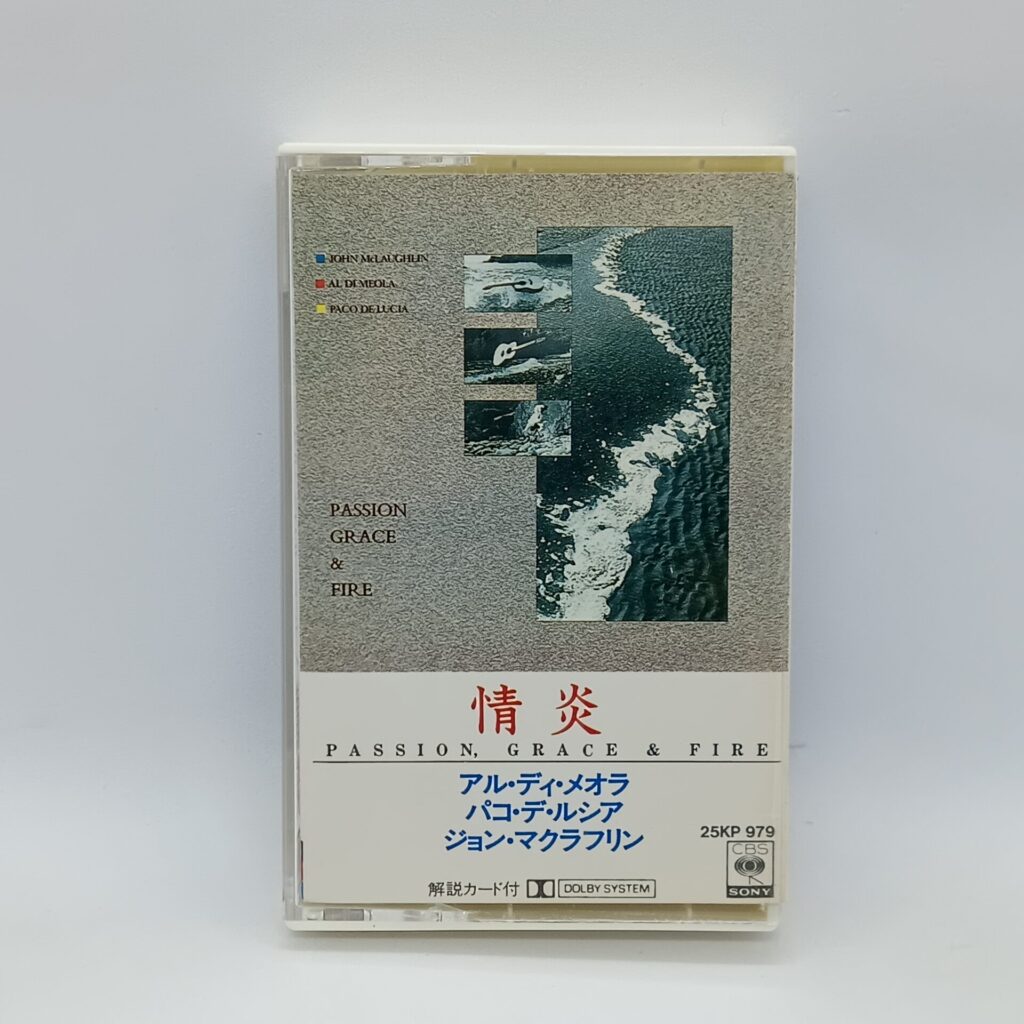 JOHN McLAUGHLIN
AL DI MEOLA
PACO DE LUCIA
PASSION
GRACE
&
FIRE
情炎
PASSION, GRACE & FIRE
アル・ディ・メオラ
パコ・デ・ルシア
ジョン・マクラフリン
25KP 979
CBS
SONY
解説カード付 DOLBY SYSTEM